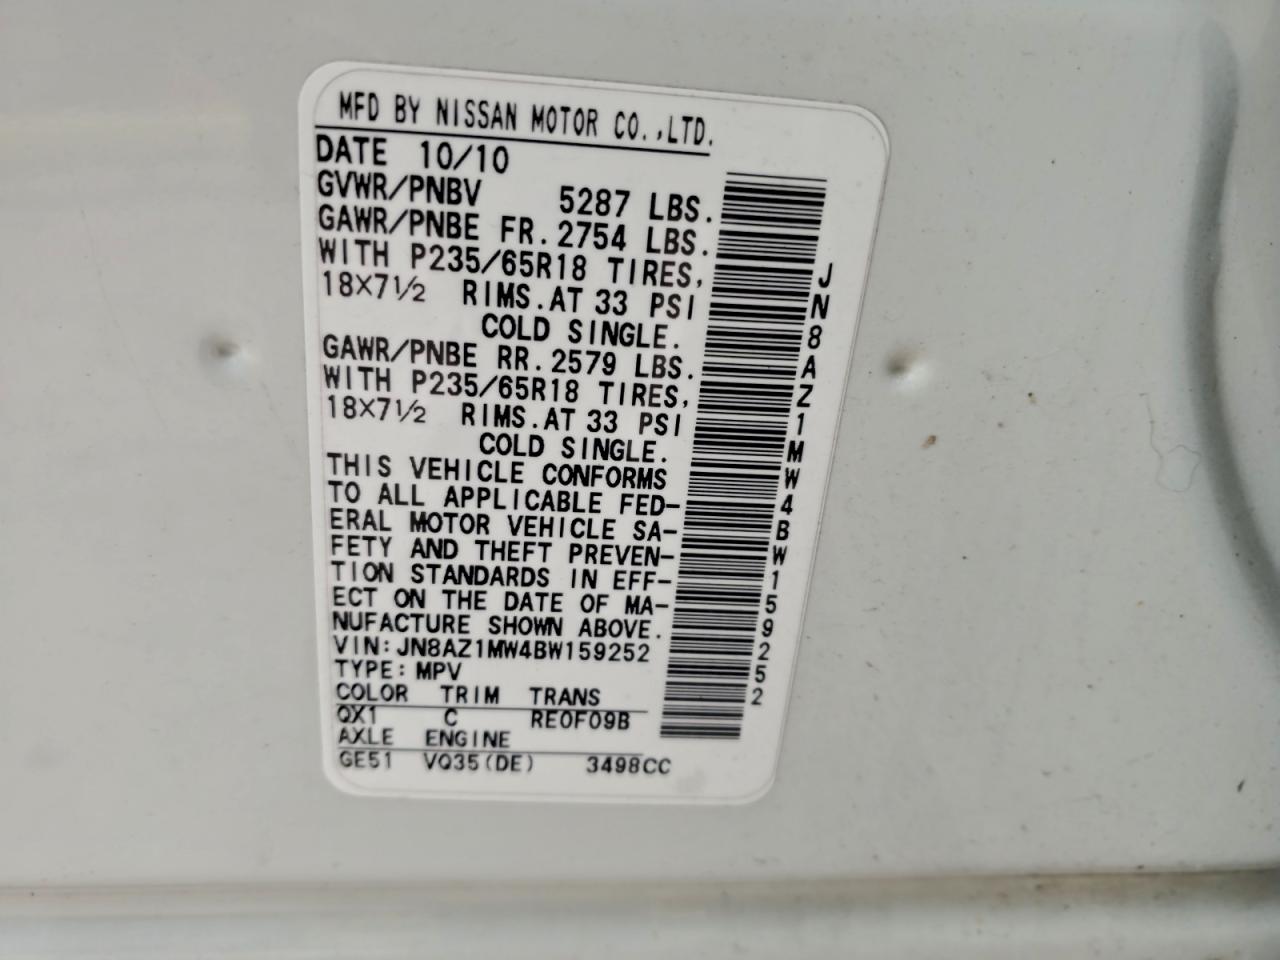 MFD BY NISSAN MOTOR CO.,LTD.
DATE 10/10
GVWR/PNBV 5287 LBS.
GAWR/PNBE FR.2754 LBS.
WITH P235/65R18 TIRES,
18×7½ RIMS.AT 33 PSI
COLD SINGLE.
GAWR/PNBE RR.2579 LBS.
WITH P235/65R18 TIRES,
18×7½ RIMS.AT 33 PSI
COLD SINGLE.
THIS VEHICLE CONFORMS
TO ALL APPLICABLE FED-
ERAL MOTOR VEHICLE SA-
FETY AND THEFT PREVEN-
TION STANDARDS IN EFF-
ECT ON THE DATE OF MA-
NUFACTURE SHOWN ABOVE.
VIN:JN8AZ1MW4BW159252
TYPE:MPV
COLOR TRIM TRANS
QX1 C RE0F09B
AXLE ENGINE
GE51 VQ35(DE) 3498CC
JN8AZ1MW4BW159252